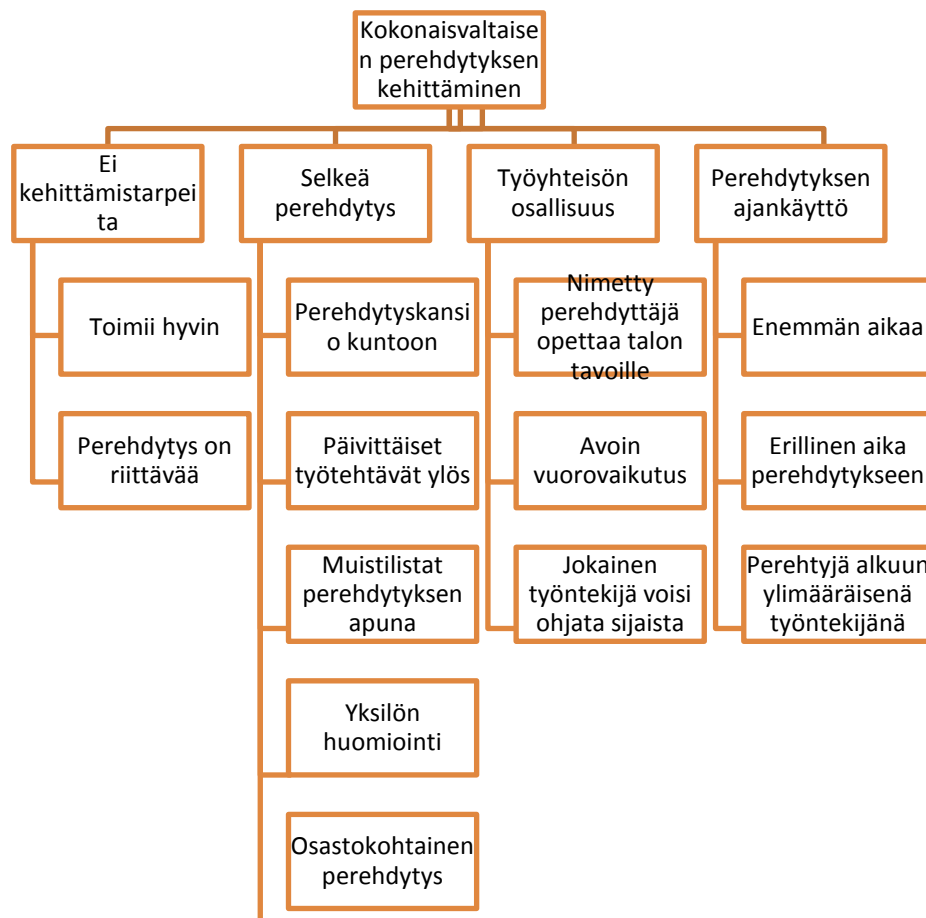 Kokonaisvaltaise
n perehdytyksen
kehittäminen
Ei
kehittämistarpei
ta
Toimii hyvin
Perehdytys on
riittävää
Selkeä
perehdytys
Perehdytyskansi
o kuntoon
Päivittäiset
työtehtävät ylös
Muistilistat
perehdytyksen
apuna
Yksilön
huomiointi
Osastokohtainen
perehdytys
Työyhteisön
osallisuus
Nimetty
perehdyttäjä
opettaa talon
tavoille
Avoin
vuorovaikutus
Jokainen
työntekijä voisi
ohjata sijaista
Perehdytyksen
ajankäyttö
Enemmän aikaa
Erillinen aika
perehdytykseen
Perehtyjä alkuun
ylimääräisenä
työntekijänä